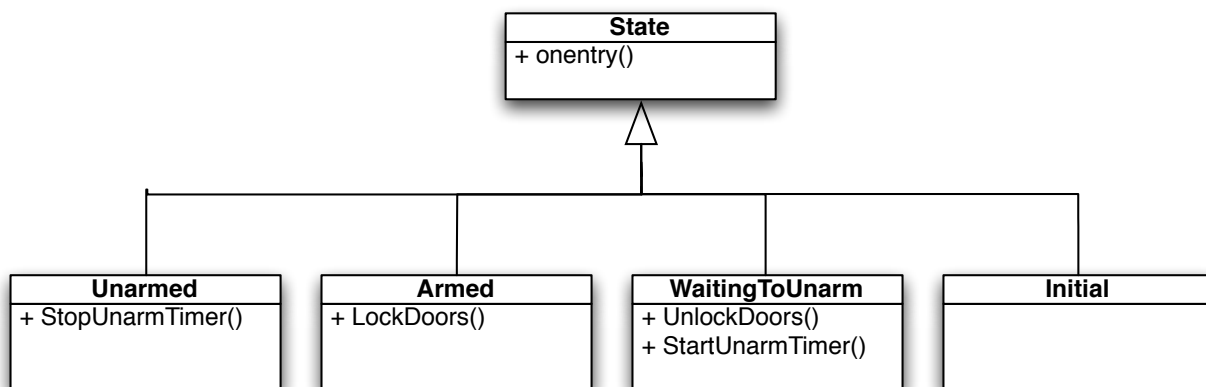 State
+ onentry()
Unarmed
+ StopUnarmTimer()
Armed
+ LockDoors()
WaitingToUnarm
+ UnlockDoors()
+ StartUnarmTimer()
Initial